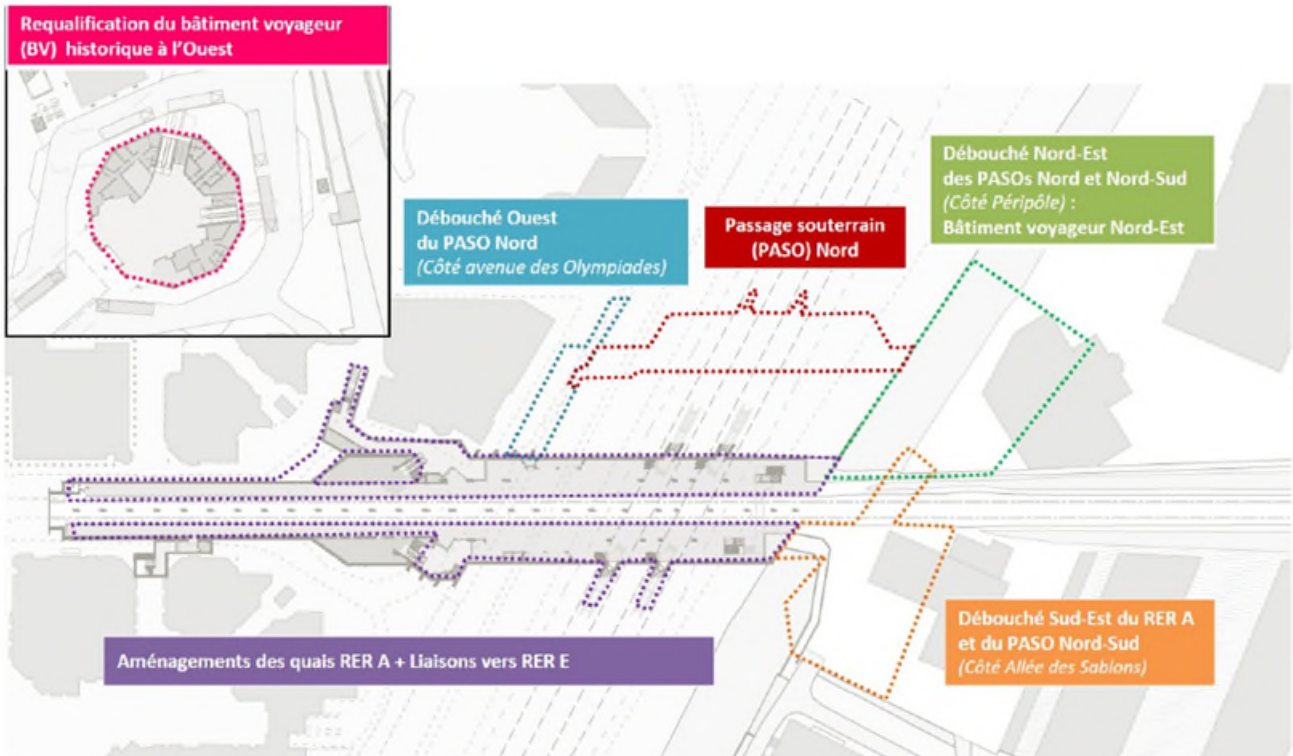 Requalification du bâtiment voyageur
(BV) historique à l'Ouest
Débouché Ouest
du PASO Nord
(Côté avenue des Olympiades)
Passage souterrain
(PASO) Nord
Débouché Nord-Est
des PASOs Nord et Nord-Sud
(Côté Péripôle) :
Bâtiment voyageur Nord-Est
Aménagements des quais RER A + Liaisons vers RER E
Débouché Sud-Est du RER A
et du PASO Nord-Sud
(Côté Allée des Sablons)